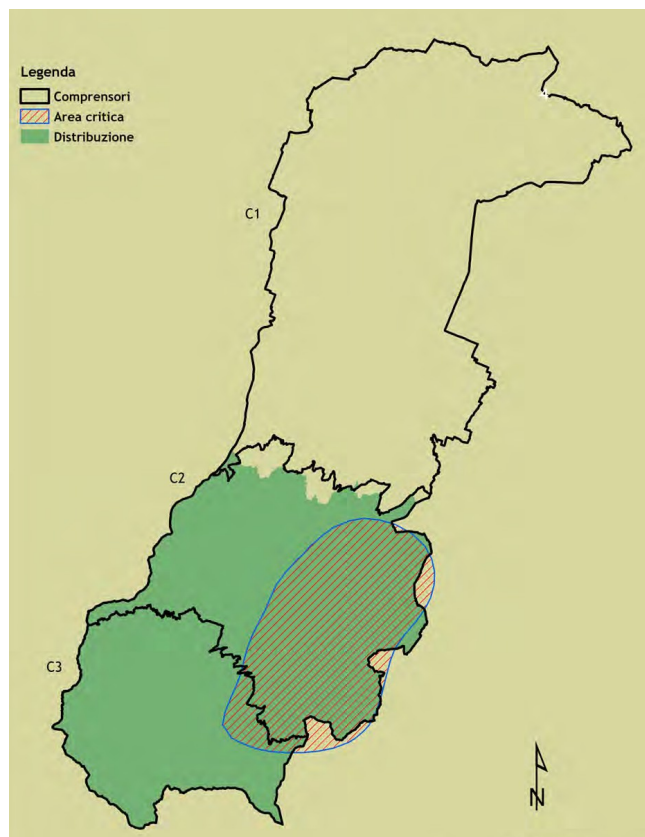 Legenda
Comprensori
Area critica
Distribuzione
C1
C2
C3
N